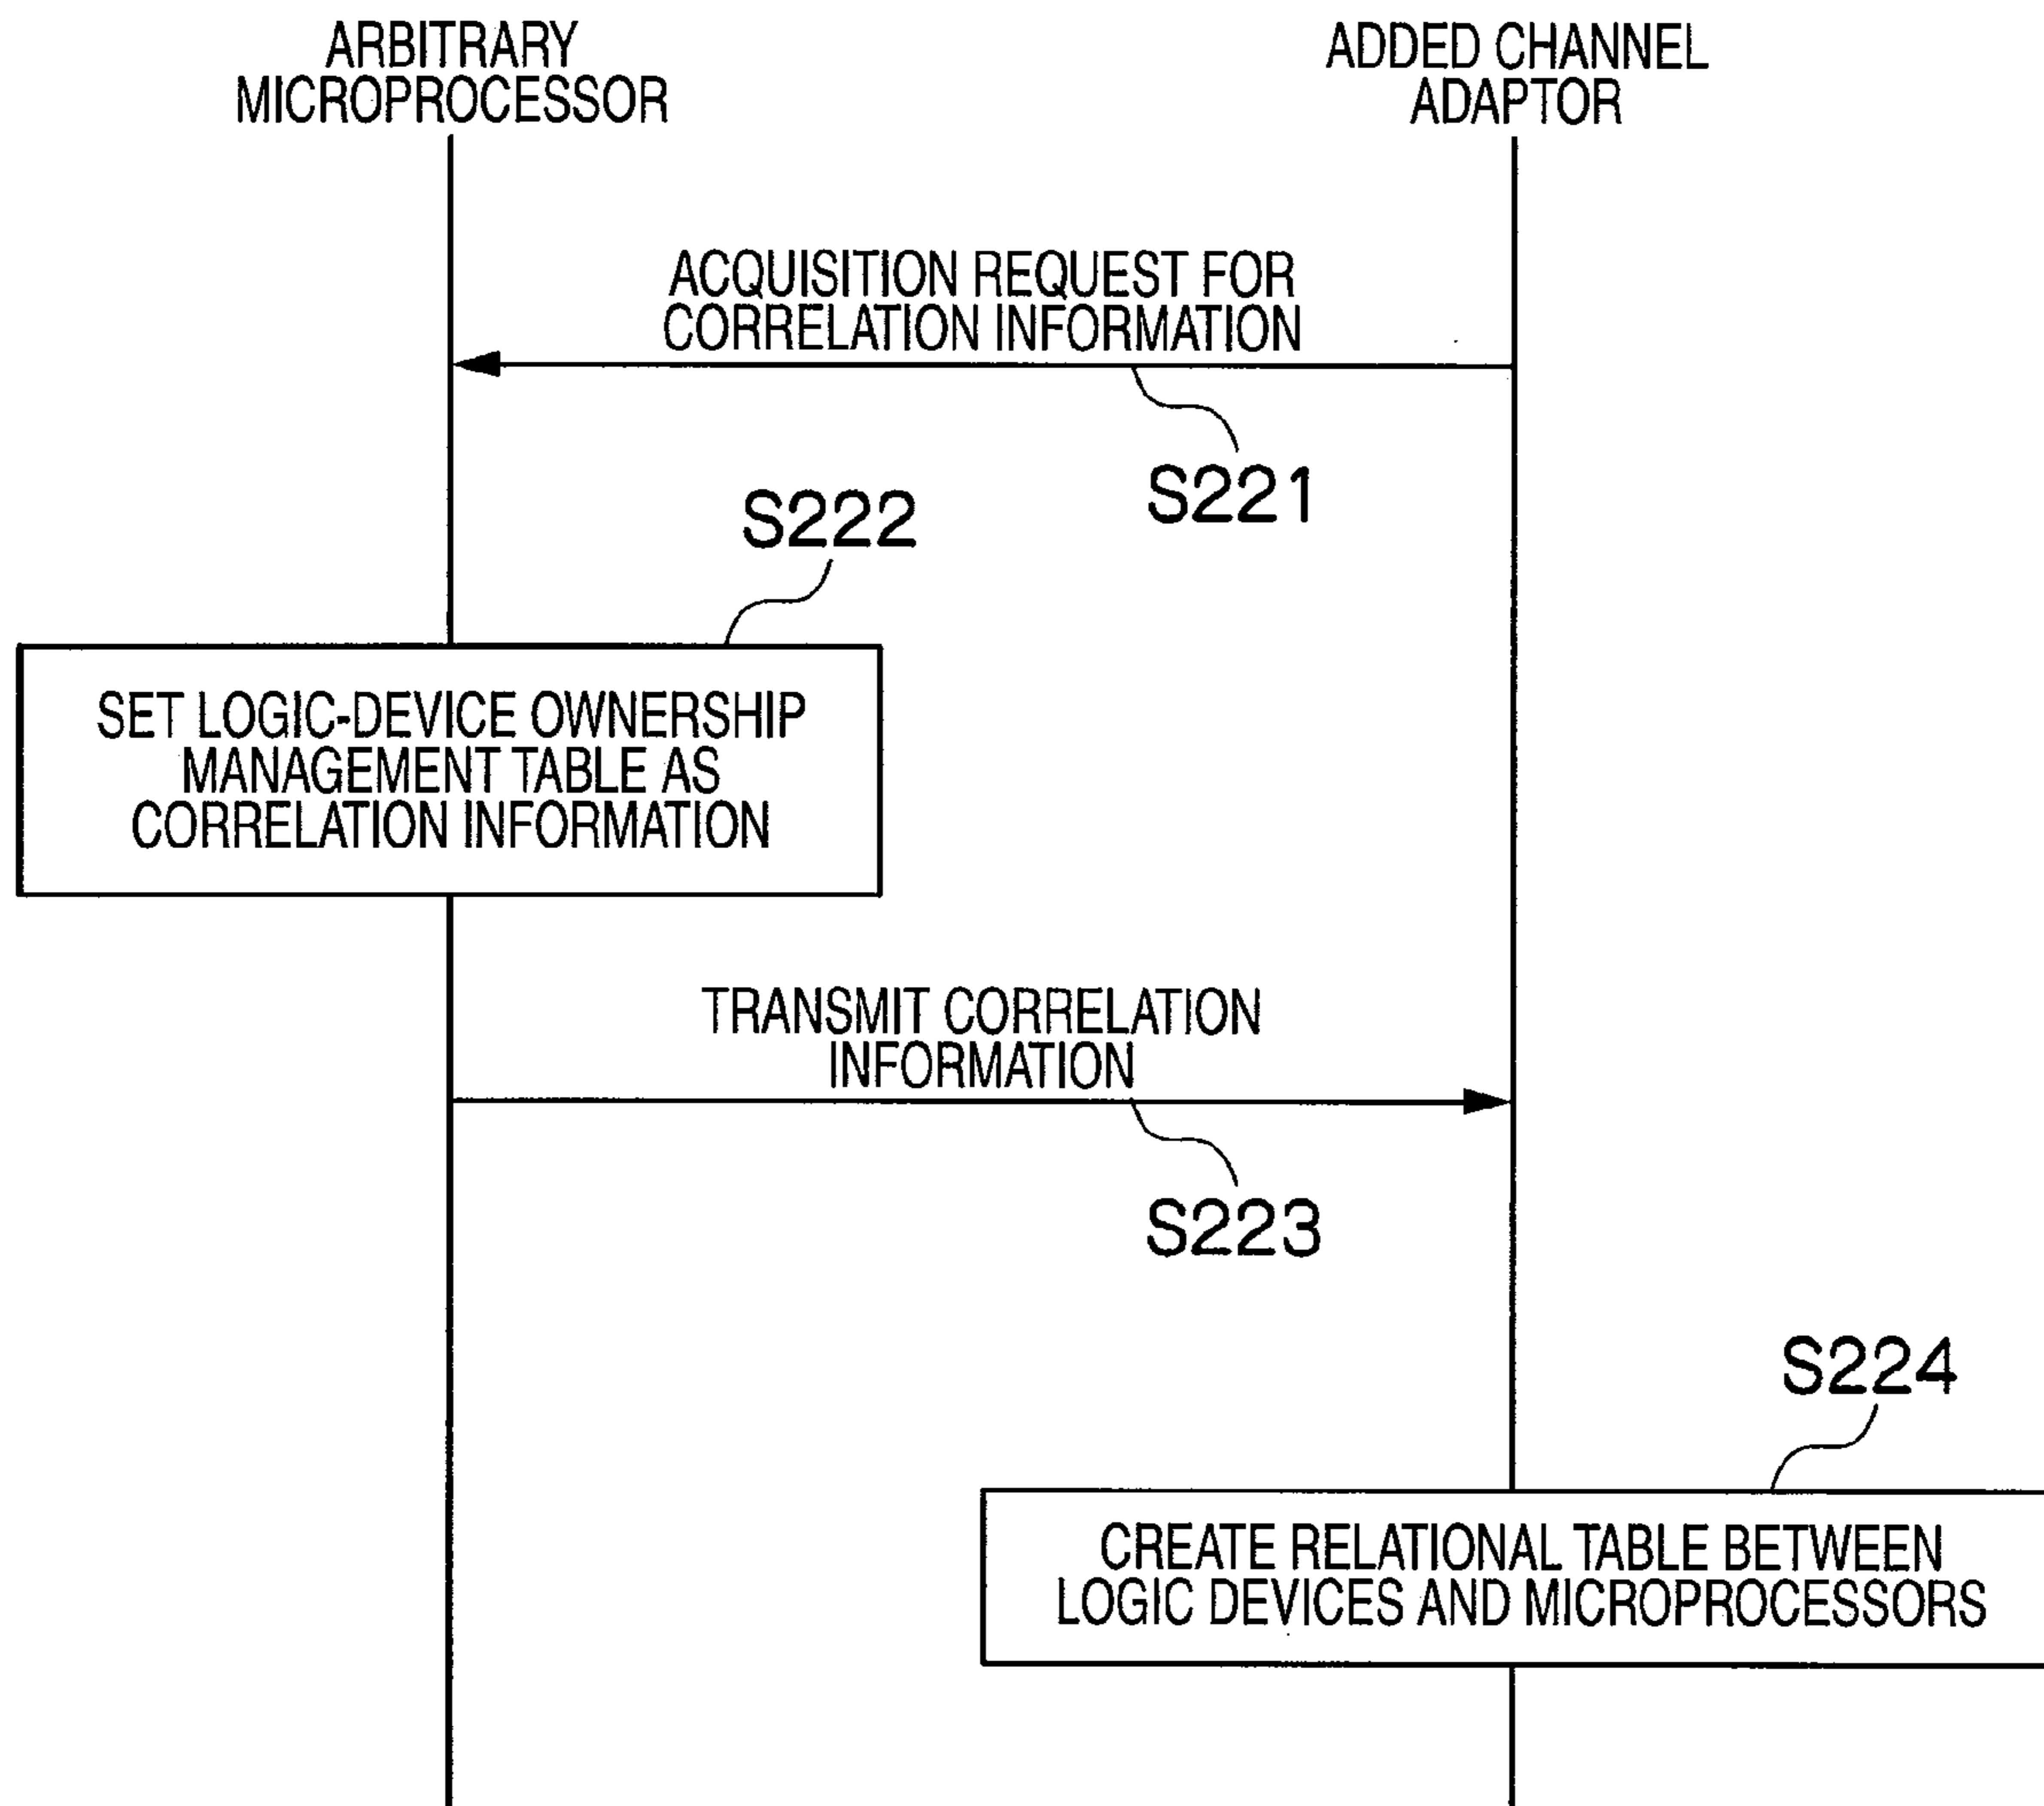 ARBITRARY
MICROPROCESSOR
ADDED CHANNEL
ADAPTOR
ACQUISITION REQUEST FOR
CORRELATION INFORMATION
S221
S222
SET LOGIC-DEVICE OWNERSHIP
MANAGEMENT TABLE AS
CORRELATION INFORMATION
TRANSMIT CORRELATION
INFORMATION
S223
S224
CREATE RELATIONAL TABLE BETWEEN
LOGIC DEVICES AND MICROPROCESSORS